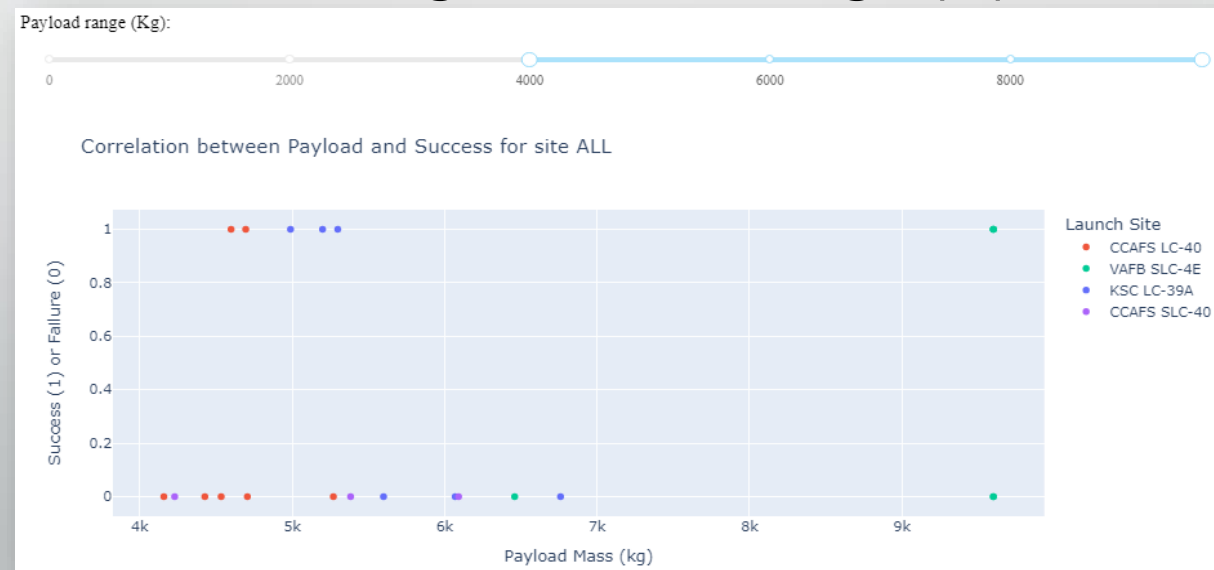 Payload range (Kg):
0 2000 4000 6000 8000
Correlation between Payload and Success for site ALL
Success (1) or Failure (0)
1
0.8
0.6
0.4
0.2
0
4k 5k 6k 7k 8k 9k
Payload Mass (kg)
Launch Site
CCAFS LC-40
VAFB SLC-4E
KSC LC-39A
CCAFS SLC-40